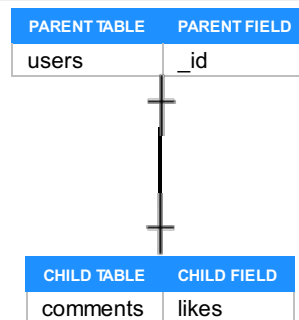 PARENT TABLE PARENT FIELD
users _id
CHILD TABLE CHILD FIELD
comments likes